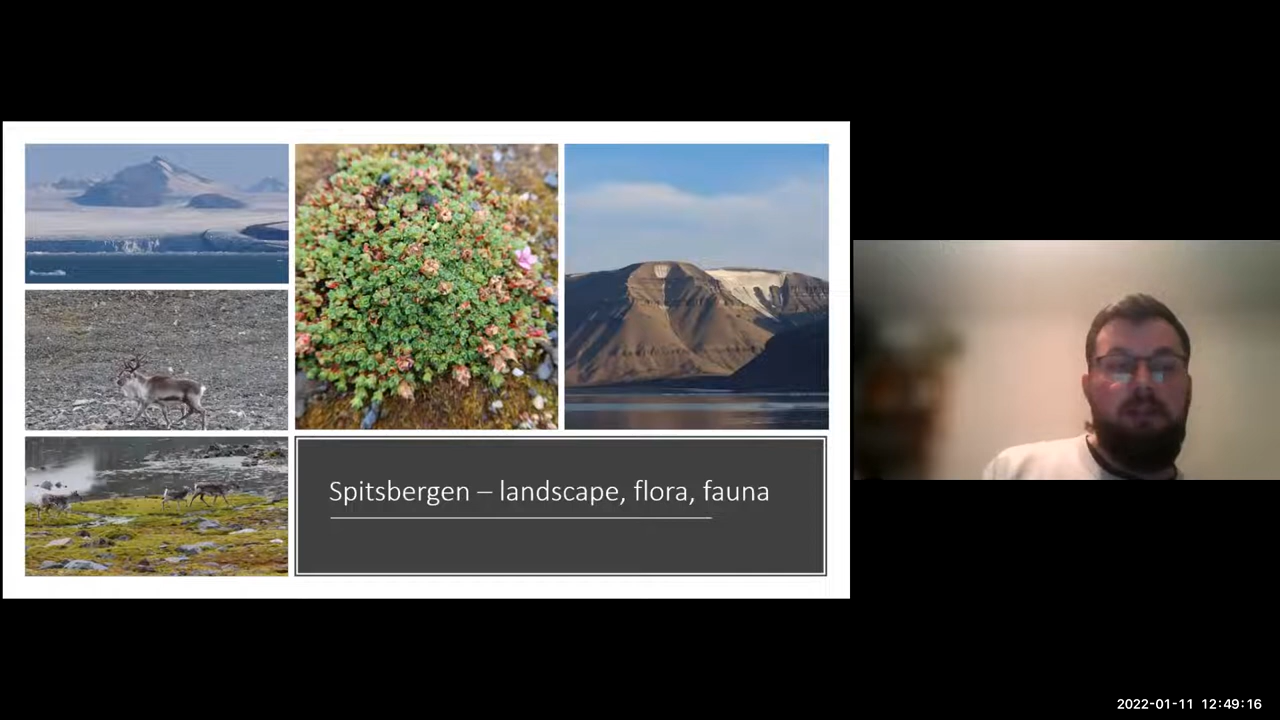 Spitsbergen – landscape, flora, fauna
2022-01-11 12:49:16